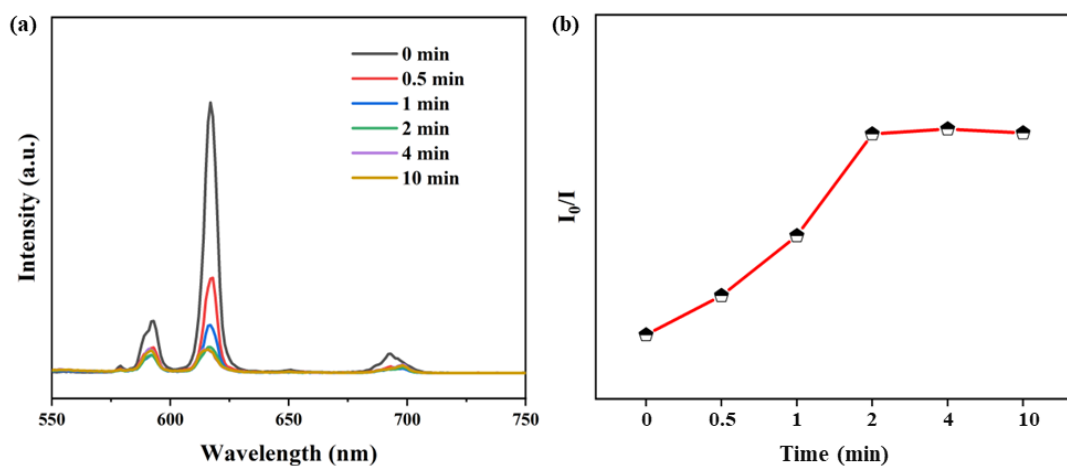 (a)
Intensity (a.u.)
0 min
0.5 min
1 min
2 min
4 min
10 min
550 600 650 700 750
Wavelength (nm)
(b)
I₀/I
0 0.5 1 2 4 10
Time (min)